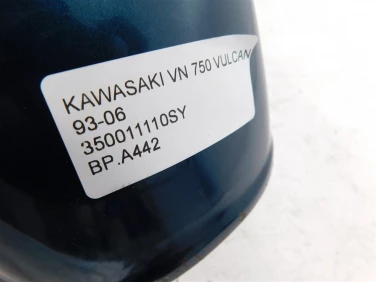 KAWASAKI VN 750 VULCAN
93-06
350011110SY
BP.A442